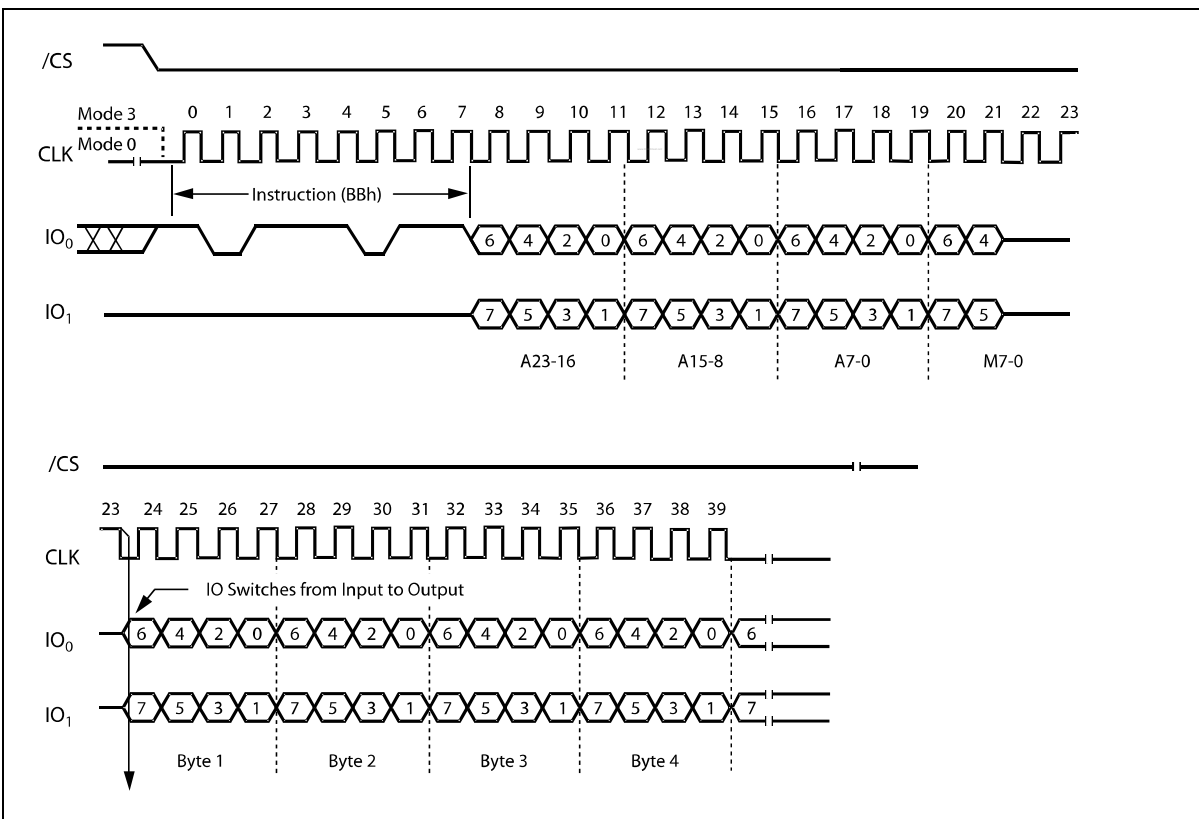 /CS
0 1 2 3 4 5 6 7 8 9 10 11 12 13 14 15 16 17 18 19 20 21 22 23
Mode 3
Mode 0
CLK
Instruction (BBh)
IO0 6 4 2 0 6 4 2 0 6 4 2 0 6 4
IO1 7 5 3 1 7 5 3 1 7 5 3 1 7 5
A23-16 A15-8 A7-0 M7-0
/CS
23 24 25 26 27 28 29 30 31 32 33 34 35 36 37 38 39
CLK
IO Switches from Input to Output
IO0 6 4 2 0 6 4 2 0 6 4 2 0 6 4 2 0 6
IO1 7 5 3 1 7 5 3 1 7 5 3 1 7 5 3 1 7
Byte 1 Byte 2 Byte 3 Byte 4